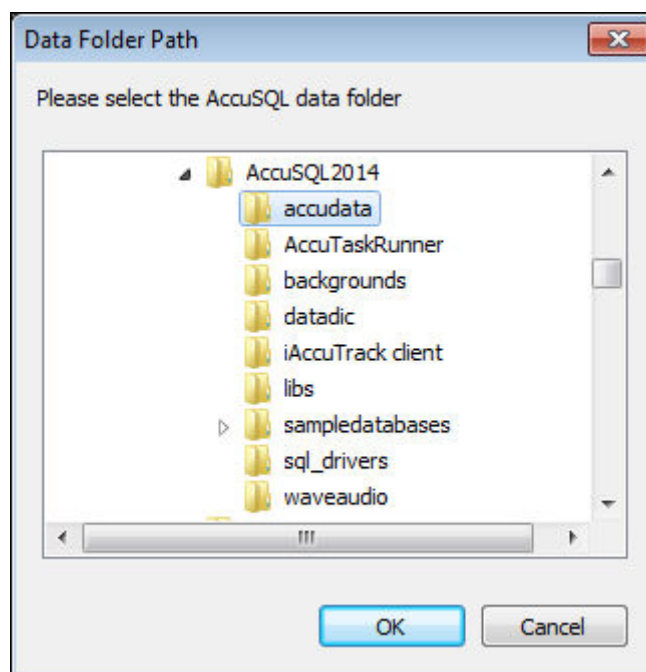 Data Folder Path
Please select the AccuSQL data folder
AccuSQL2014
accudata
AccuTaskRunner
backgrounds
datadic
iAccuTrack client
libs
sampledatabases
sql_drivers
waveaudio
OK
Cancel